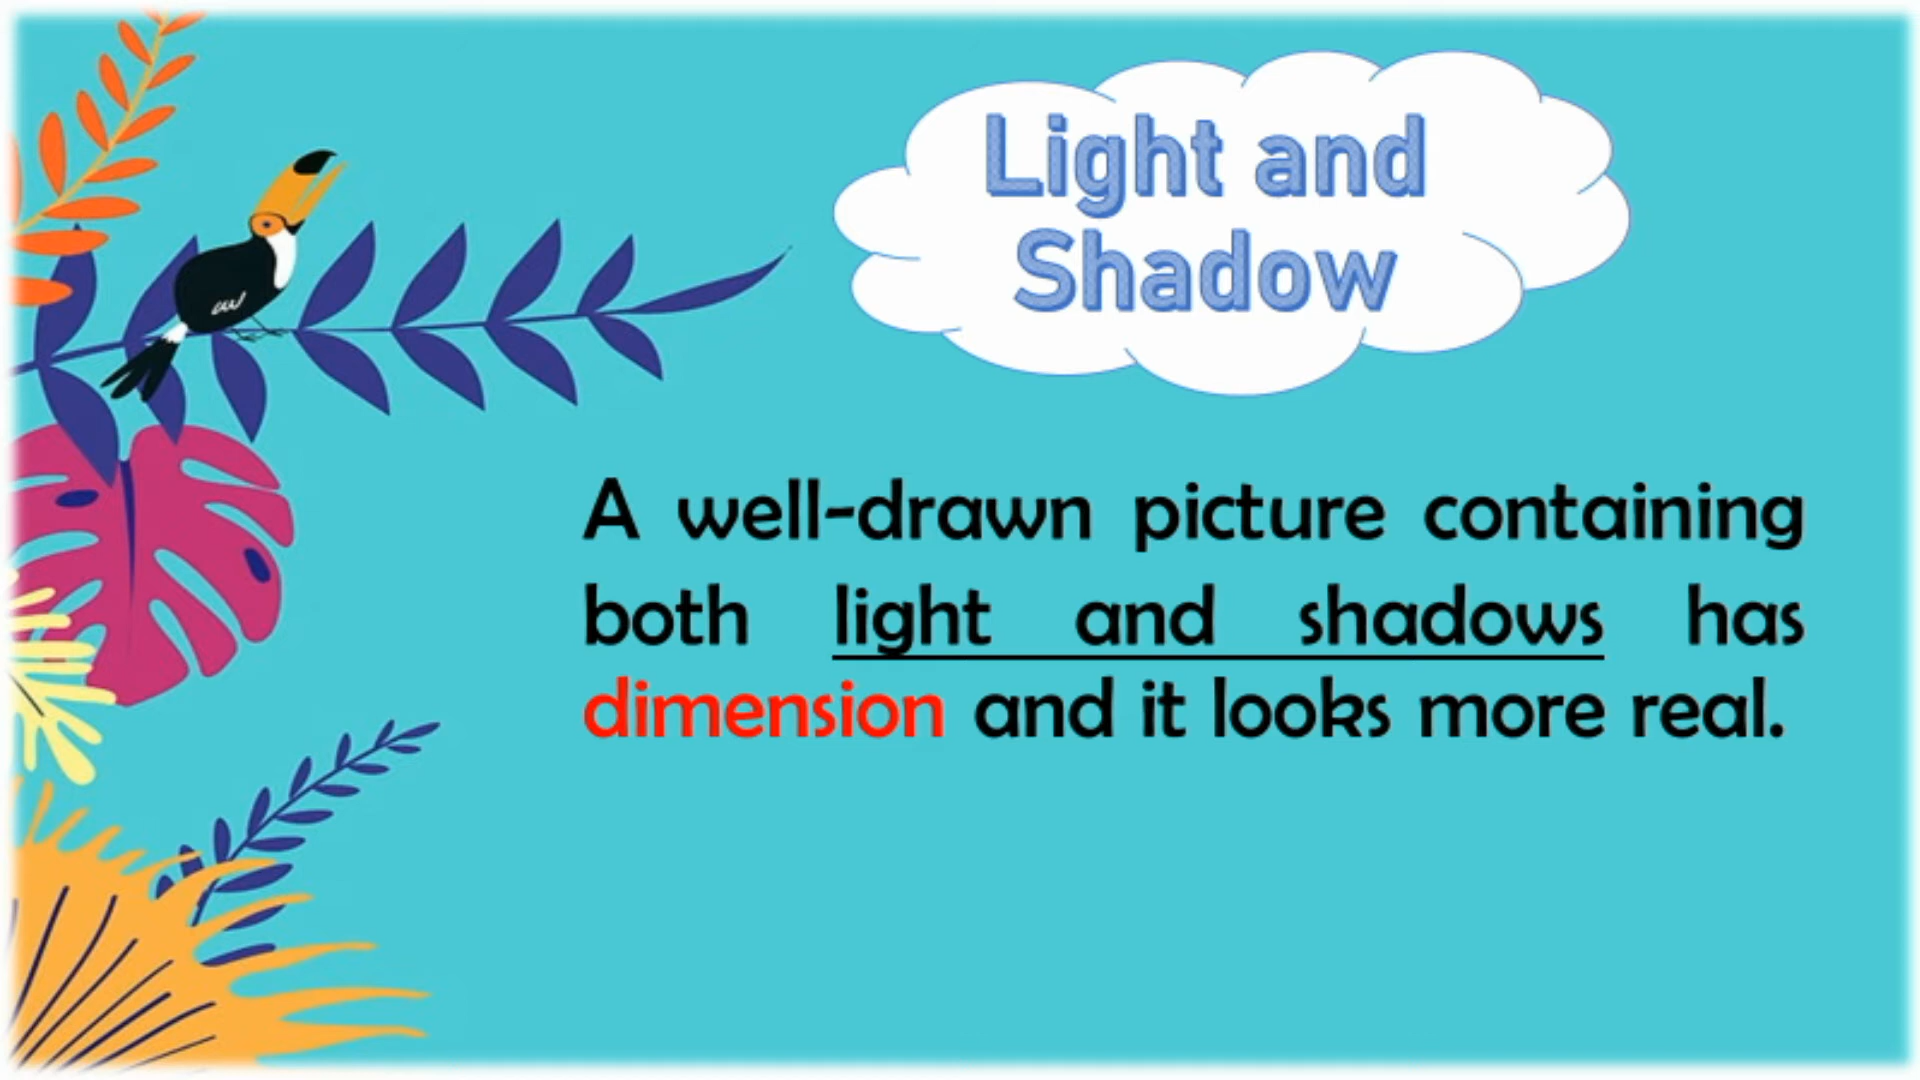 Light and
Shadow
A well-drawn picture containing
both light and shadows has
dimension and it looks more real.